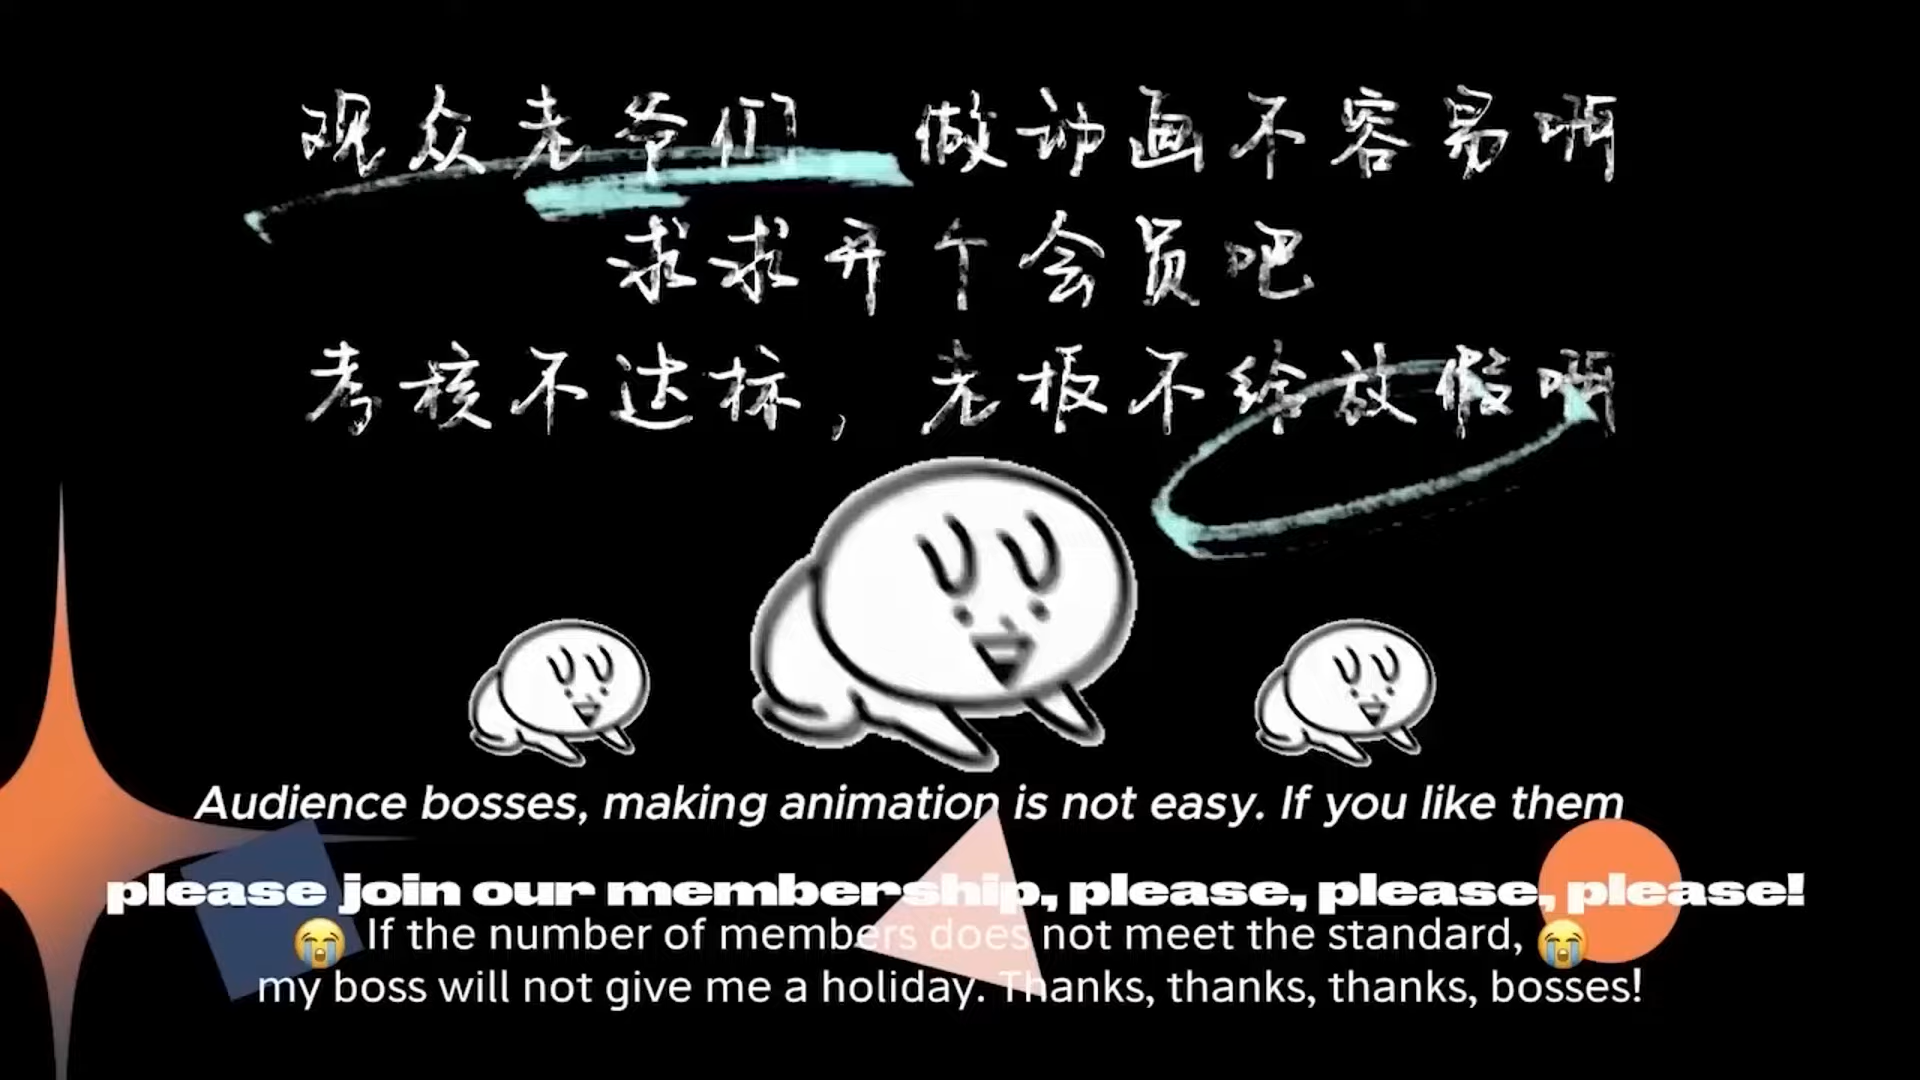 观众老爷们 做动画不容易啊
求求开个会员吧
考核不达标，老板不给放假啊
Audience bosses, making animation is not easy. If you like them
please join our membership, please, please, please!
😭 If the number of members does not meet the standard, 😭
my boss will not give me a holiday. Thanks, thanks, thanks, bosses!